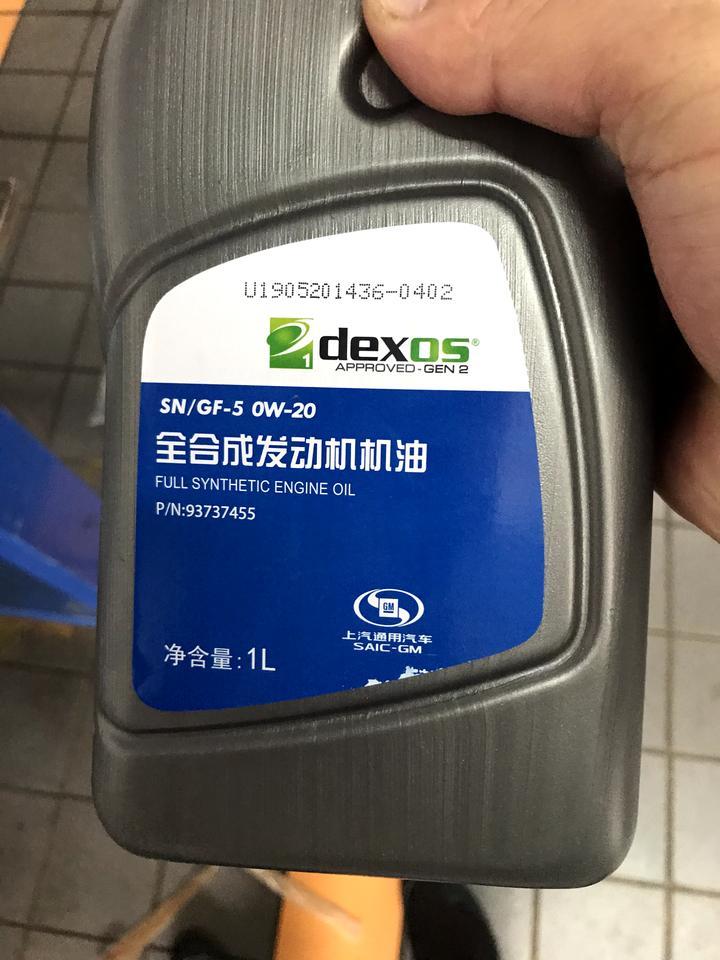 U1905201436-0402
1
dexos®
APPROVED-GEN 2
SN/GF-5 0W-20
全合成发动机机油
FULL SYNTHETIC ENGINE OIL
P/N:93737455
GM
上汽通用汽车
SAIC-GM
净含量: 1L